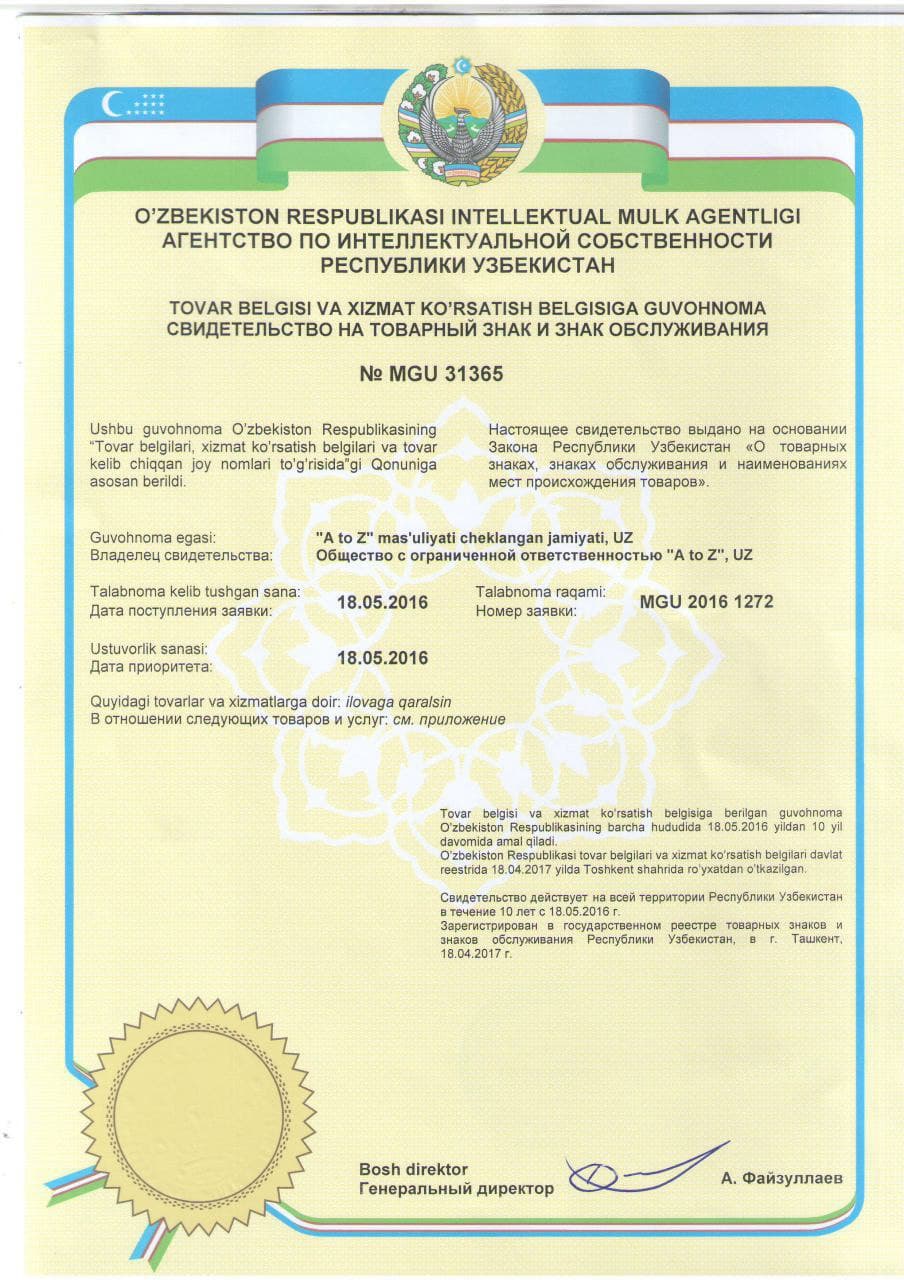 O’ZBEKISTON RESPUBLIKASI INTELLEKTUAL MULK AGENTLIGI
АГЕНТСТВО ПО ИНТЕЛЛЕКТУАЛЬНОЙ СОБСТВЕННОСТИ
РЕСПУБЛИКИ УЗБЕКИСТАН
TOVAR BELGISI VA XIZMAT KO’RSATISH BELGISIGA GUVOHNOMA
СВИДЕТЕЛЬСТВО НА ТОВАРНЫЙ ЗНАК И ЗНАК ОБСЛУЖИВАНИЯ
№ MGU 31365
Ushbu guvohnoma O’zbekiston Respublikasining
“Tovar belgilari, xizmat ko’rsatish belgilari va tovar
kelib chiqqan joy nomlari to’g’risida”gi Qonuniga
asosan berildi.
Настоящее свидетельство выдано на основании
Закона Республики Узбекистан «О товарных
знаках, знаках обслуживания и наименованиях
мест происхождения товаров».
Guvohnoma egasi: "A to Z" mas'uliyati cheklangan jamiyati, UZ
Владелец свидетельства: Общество с ограниченной ответственностью "A to Z", UZ
Talabnoma kelib tushgan sana:
Дата поступления заявки:
18.05.2016
Talabnoma raqami:
Номер заявки:
MGU 2016 1272
Ustuvorlik sanasi:
Дата приоритета:
18.05.2016
Quyidagi tovarlar va xizmatlarga doir: ilovaga qaralsin
В отношении следующих товаров и услуг: см. приложение
Tovar belgisi va xizmat ko’rsatish belgisiga berilgan guvohnoma
O’zbekiston Respublikasining barcha hududida 18.05.2016 yildan 10 yil
davomida amal qiladi.
O’zbekiston Respublikasi tovar belgilari va xizmat ko’rsatish belgilari davlat
reestrida 18.04.2017 yilda Toshkent shahrida ro’yxatdan o’tkazilgan.
Свидетельство действует на всей территории Республики Узбекистан
в течение 10 лет с 18.05.2016 г.
Зарегистрирован в государственном реестре товарных знаков и
знаков обслуживания Республики Узбекистан, в г. Ташкент,
18.04.2017 г.
Bosh direktor
Генеральный директор
А. Файзуллаев